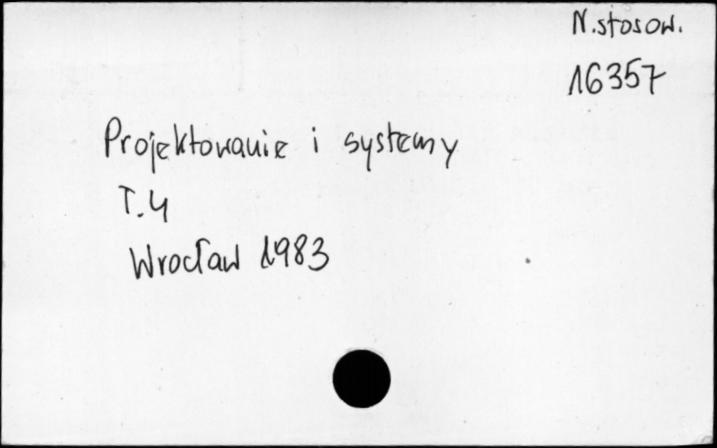 N.stosow.
16357
Projektowanie i systemy
T.4
Wrocław 1983